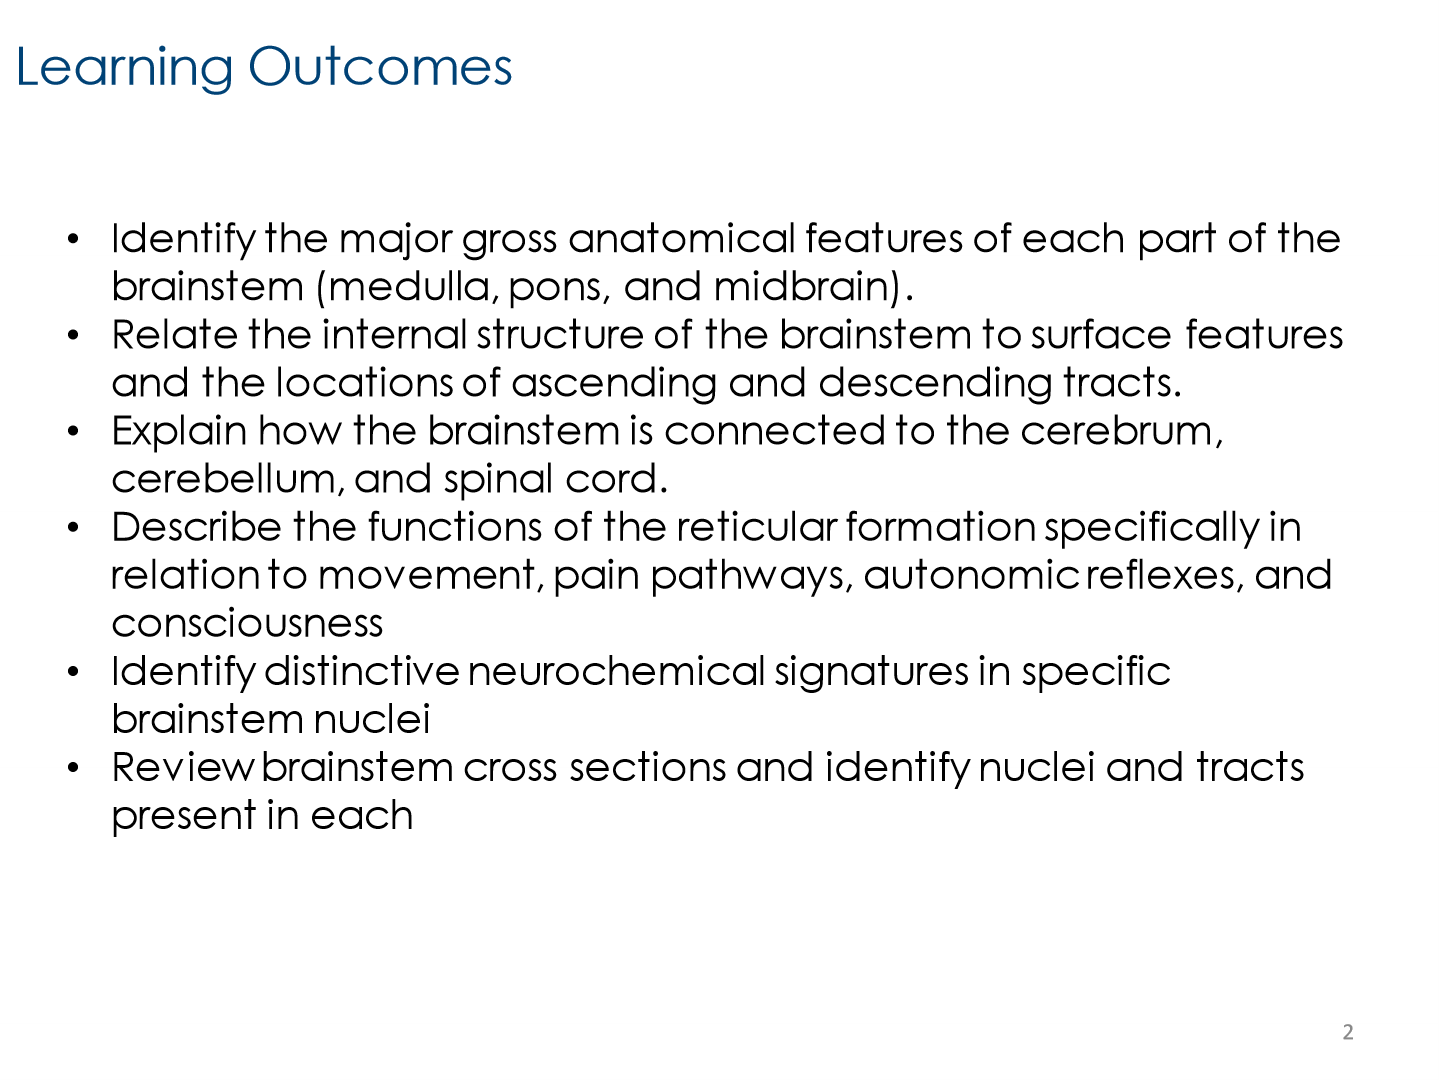 Learning Outcomes
• Identify the major gross anatomical features of each part of the
brainstem (medulla, pons, and midbrain).
• Relate the internal structure of the brainstem to surface features
and the locations of ascending and descending tracts.
• Explain how the brainstem is connected to the cerebrum,
cerebellum, and spinal cord.
• Describe the functions of the reticular formation specifically in
relation to movement, pain pathways, autonomic reflexes, and
consciousness
• Identify distinctive neurochemical signatures in specific
brainstem nuclei
• Review brainstem cross sections and identify nuclei and tracts
present in each
2